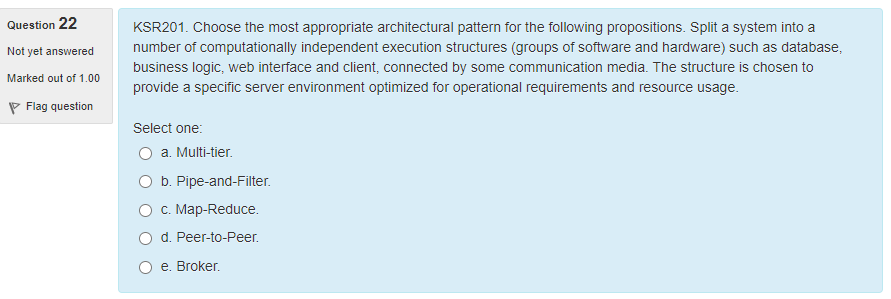 Question 22
Not yet answered
Marked out of 1.00
Flag question
KSR201. Choose the most appropriate architectural pattern for the following propositions. Split a system into a
number of computationally independent execution structures (groups of software and hardware) such as database,
business logic, web interface and client, connected by some communication media. The structure is chosen to
provide a specific server environment optimized for operational requirements and resource usage.
Select one:
a. Multi-tier.
b. Pipe-and-Filter.
c. Map-Reduce.
d. Peer-to-Peer.
e. Broker.